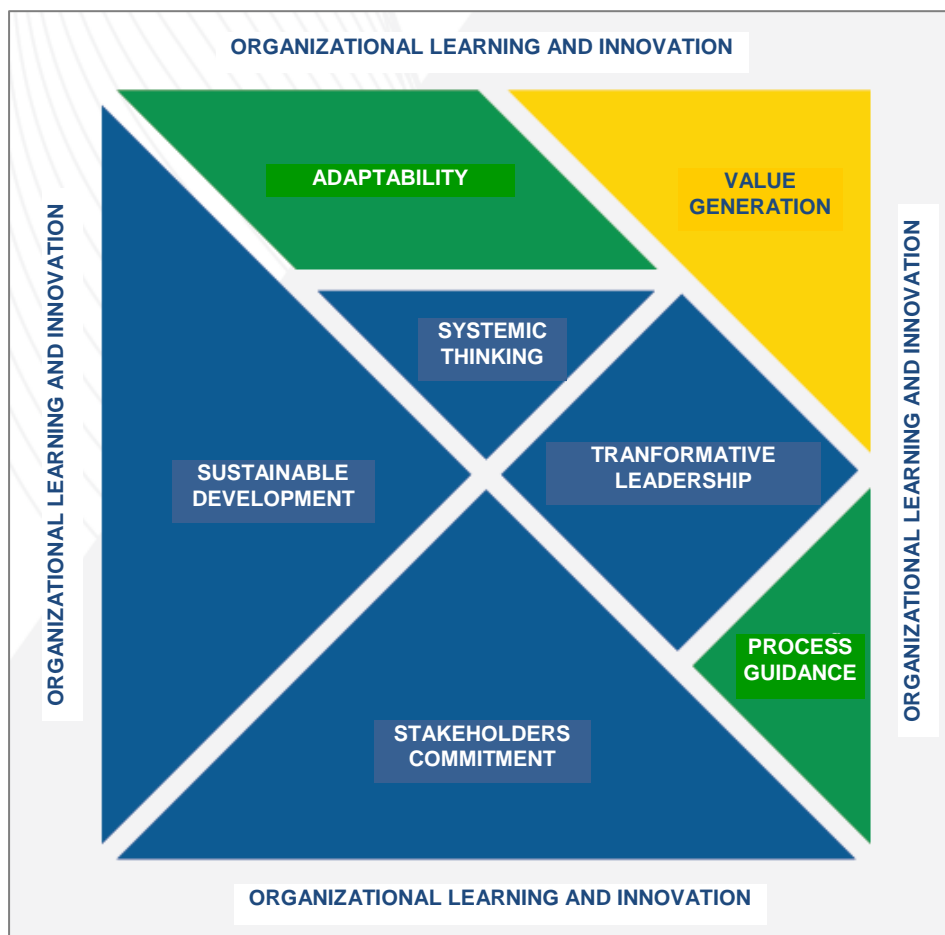 ORGANIZATIONAL LEARNING AND INNOVATION
ADAPTABILITY
VALUE
GENERATION
ORGANIZATIONAL LEARNING AND INNOVATION
ORGANIZATIONAL LEARNING AND INNOVATION
SYSTEMIC
THINKING
SUSTAINABLE
DEVELOPMENT
TRANFORMATIVE
LEADERSHIP
PROCESS
GUIDANCE
STAKEHOLDERS
COMMITMENT
ORGANIZATIONAL LEARNING AND INNOVATION